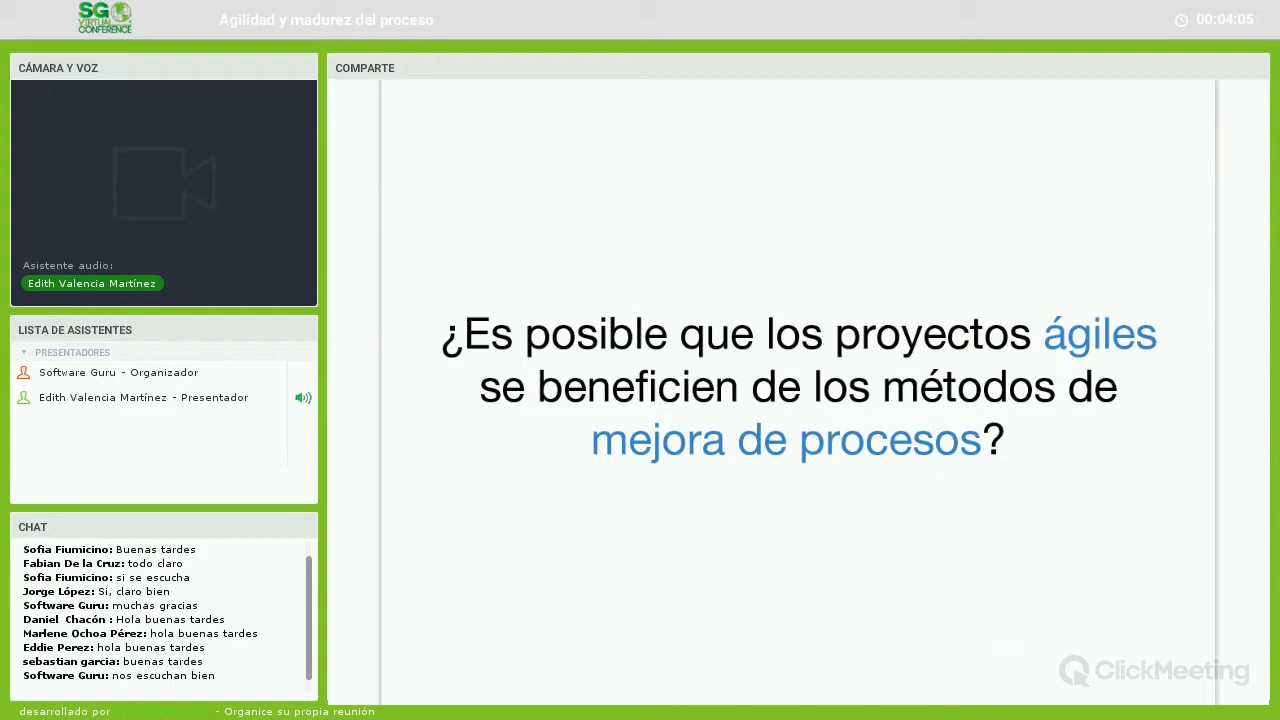 SG
VIRTUAL
CONFERENCE
Agilidad y madurez del proceso
00:04:05
CÁMARA Y VOZ
Asistente audio:
Edith Valencia Martínez
LISTA DE ASISTENTES
PRESENTADORES
Software Guru - Organizador
Edith Valencia Martínez - Presentador
CHAT
Sofia Fiumicino: Buenas tardes
Fabian De la Cruz: todo claro
Sofia Fiumicino: si se escucha
Jorge López: Si, claro bien
Software Guru: muchas gracias
Daniel Chacón : Hola buenas tardes
Marlene Ochoa Pérez: hola buenas tardes
Eddie Perez: hola buenas tardes
sebastian garcia: buenas tardes
Software Guru: nos escuchan bien
desarrollado por - Organice su propia reunión
COMPARTE
¿Es posible que los proyectos ágiles
se beneficien de los métodos de
mejora de procesos?
ClickMeeting